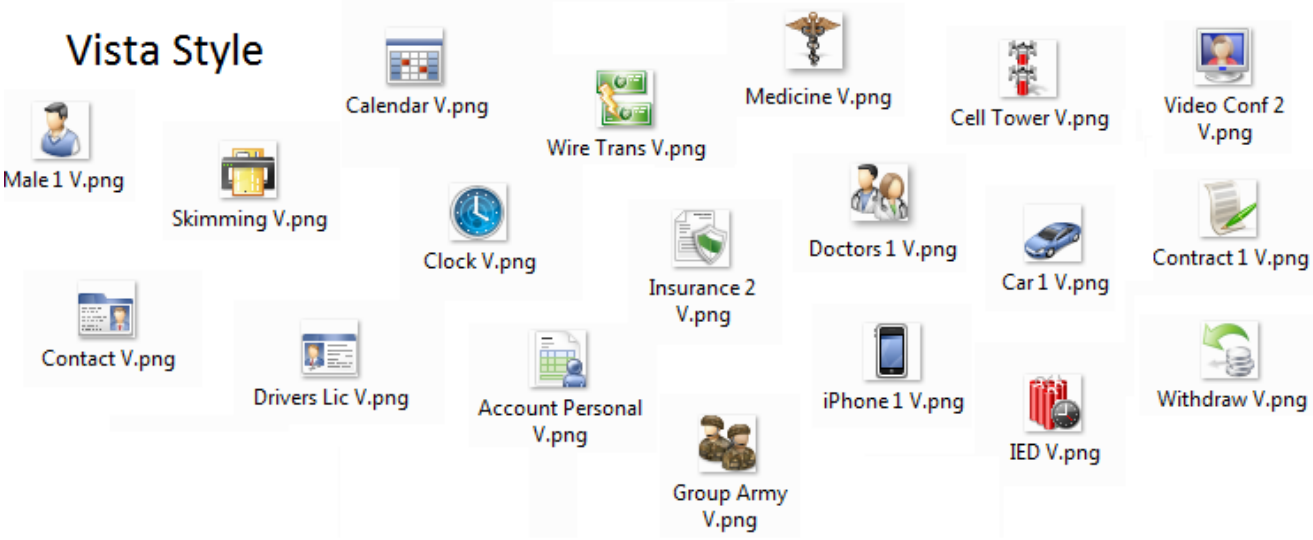 Vista Style
Male 1 V.png
Skimming V.png
Calendar V.png
Wire Trans V.png
Medicine V.png
Cell Tower V.png
Video Conf 2
V.png
Clock V.png
Insurance 2
V.png
Doctors 1 V.png
Car 1 V.png
Contract 1 V.png
Contact V.png
Drivers Lic V.png
Account Personal
V.png
Group Army
V.png
iPhone 1 V.png
IED V.png
Withdraw V.png